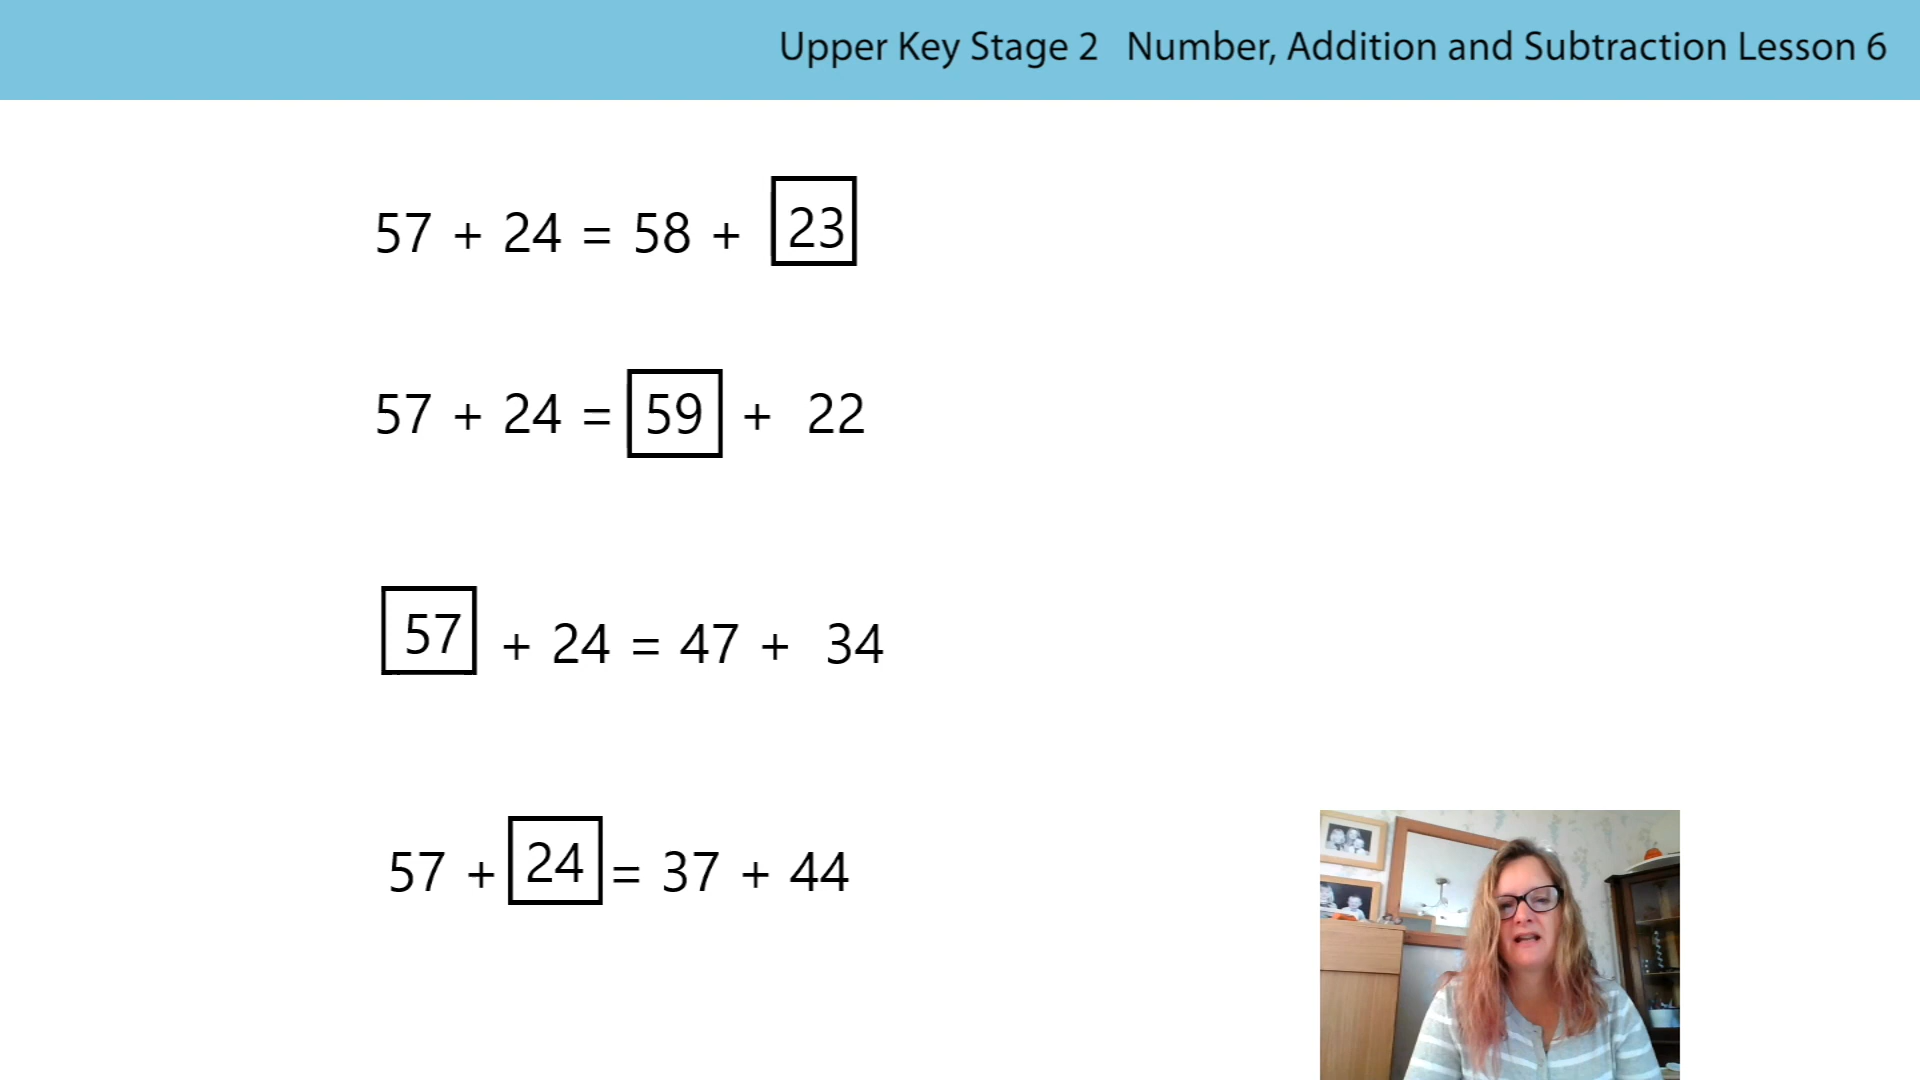 Upper Key Stage 2 Number, Addition and Subtraction Lesson 6
57 + 24 = 58 + 23
57 + 24 = 59 + 22
57 + 24 = 47 + 34
57 + 24 = 37 + 44